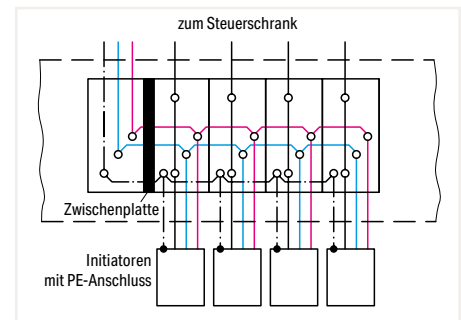 zum Steuerschrank
Zwischenplatte
Initiatoren
mit PE-Anschluss